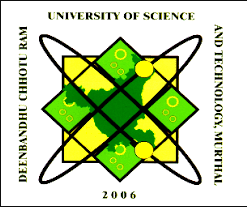 DEENBANDHU CHHOTU RAM
UNIVERSITY OF SCIENCE
AND TECHNOLOGY, MURTHAL
2006